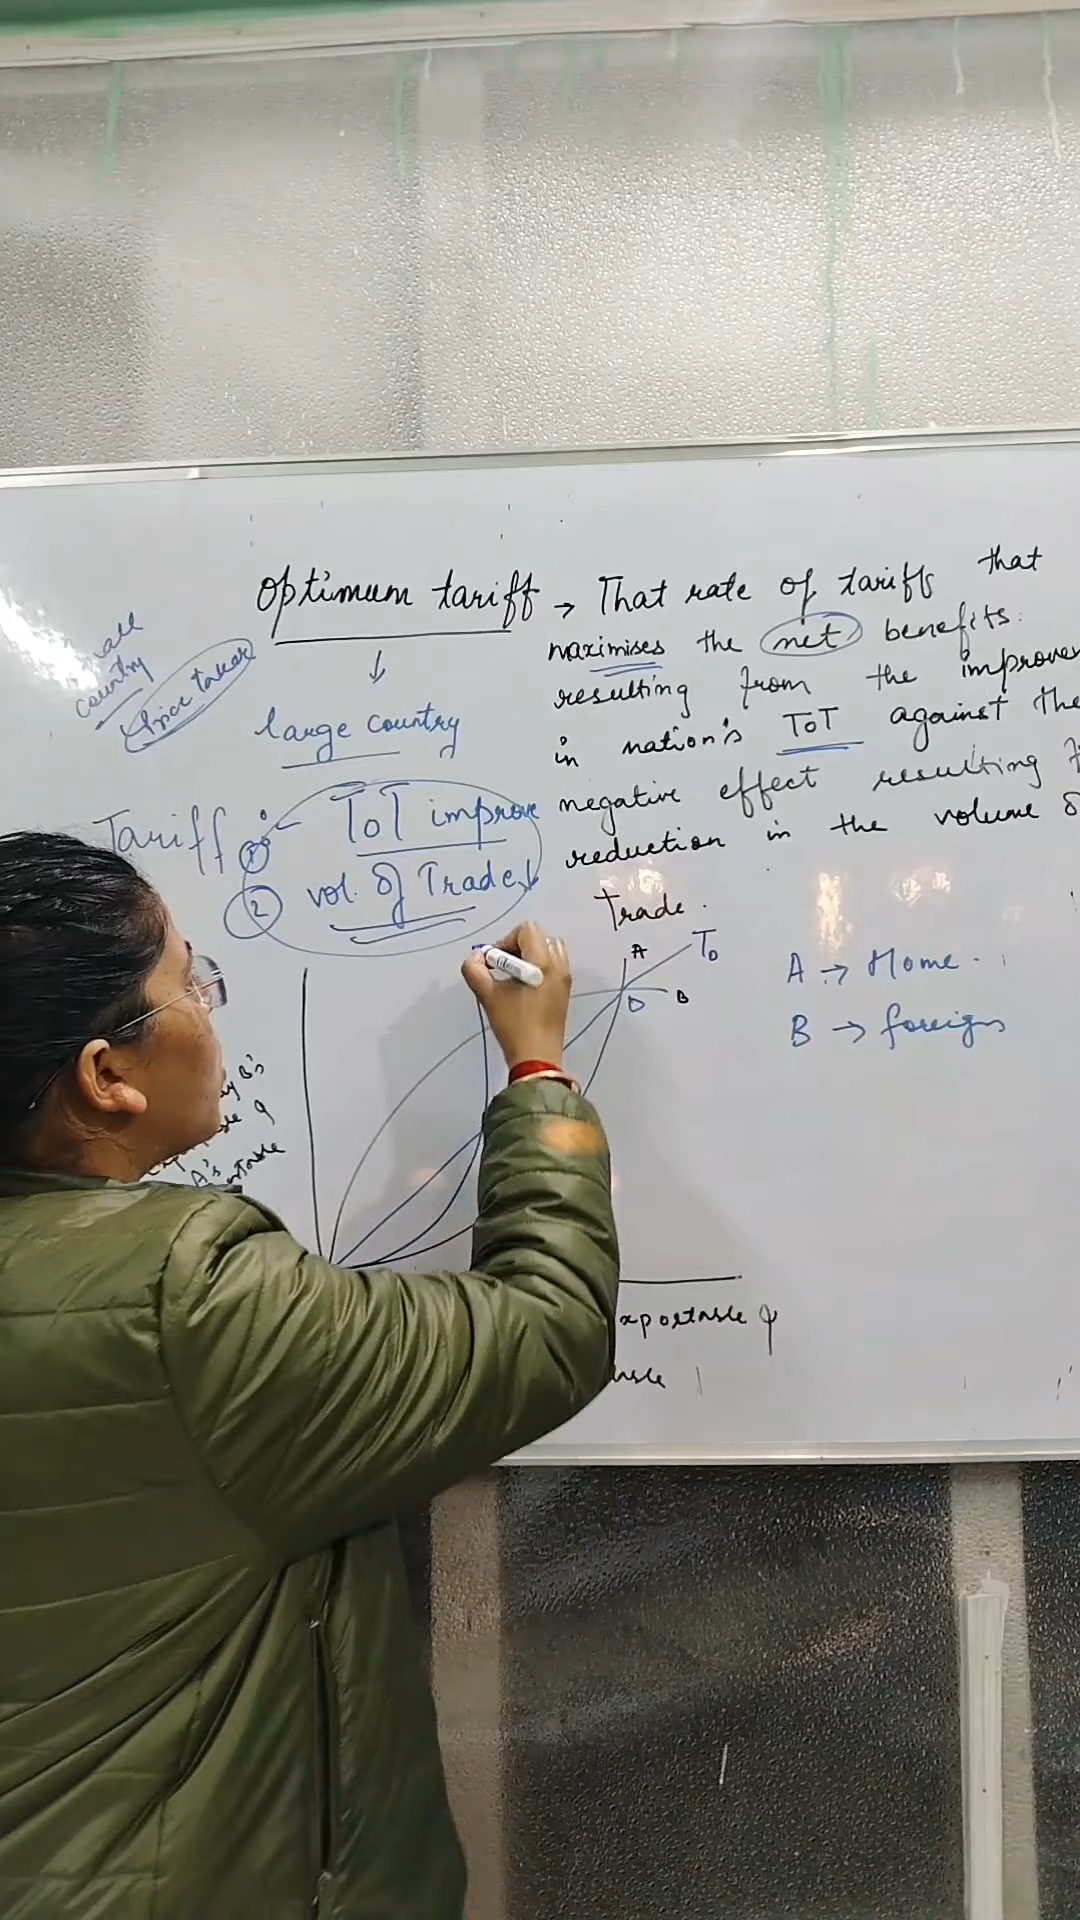 Optimum tariff → That rate of tariffs that
maximises the net benefits.
resulting from the
in nation's ToT against the
negative effect resulting
reduction in the volume of
Trade.
country
Price taker
↓
large country
Tariff :
① ToT improve
② vol. of Trade ↓
A
T₀
D
B
A → Home.
B → foreign
B's
A's